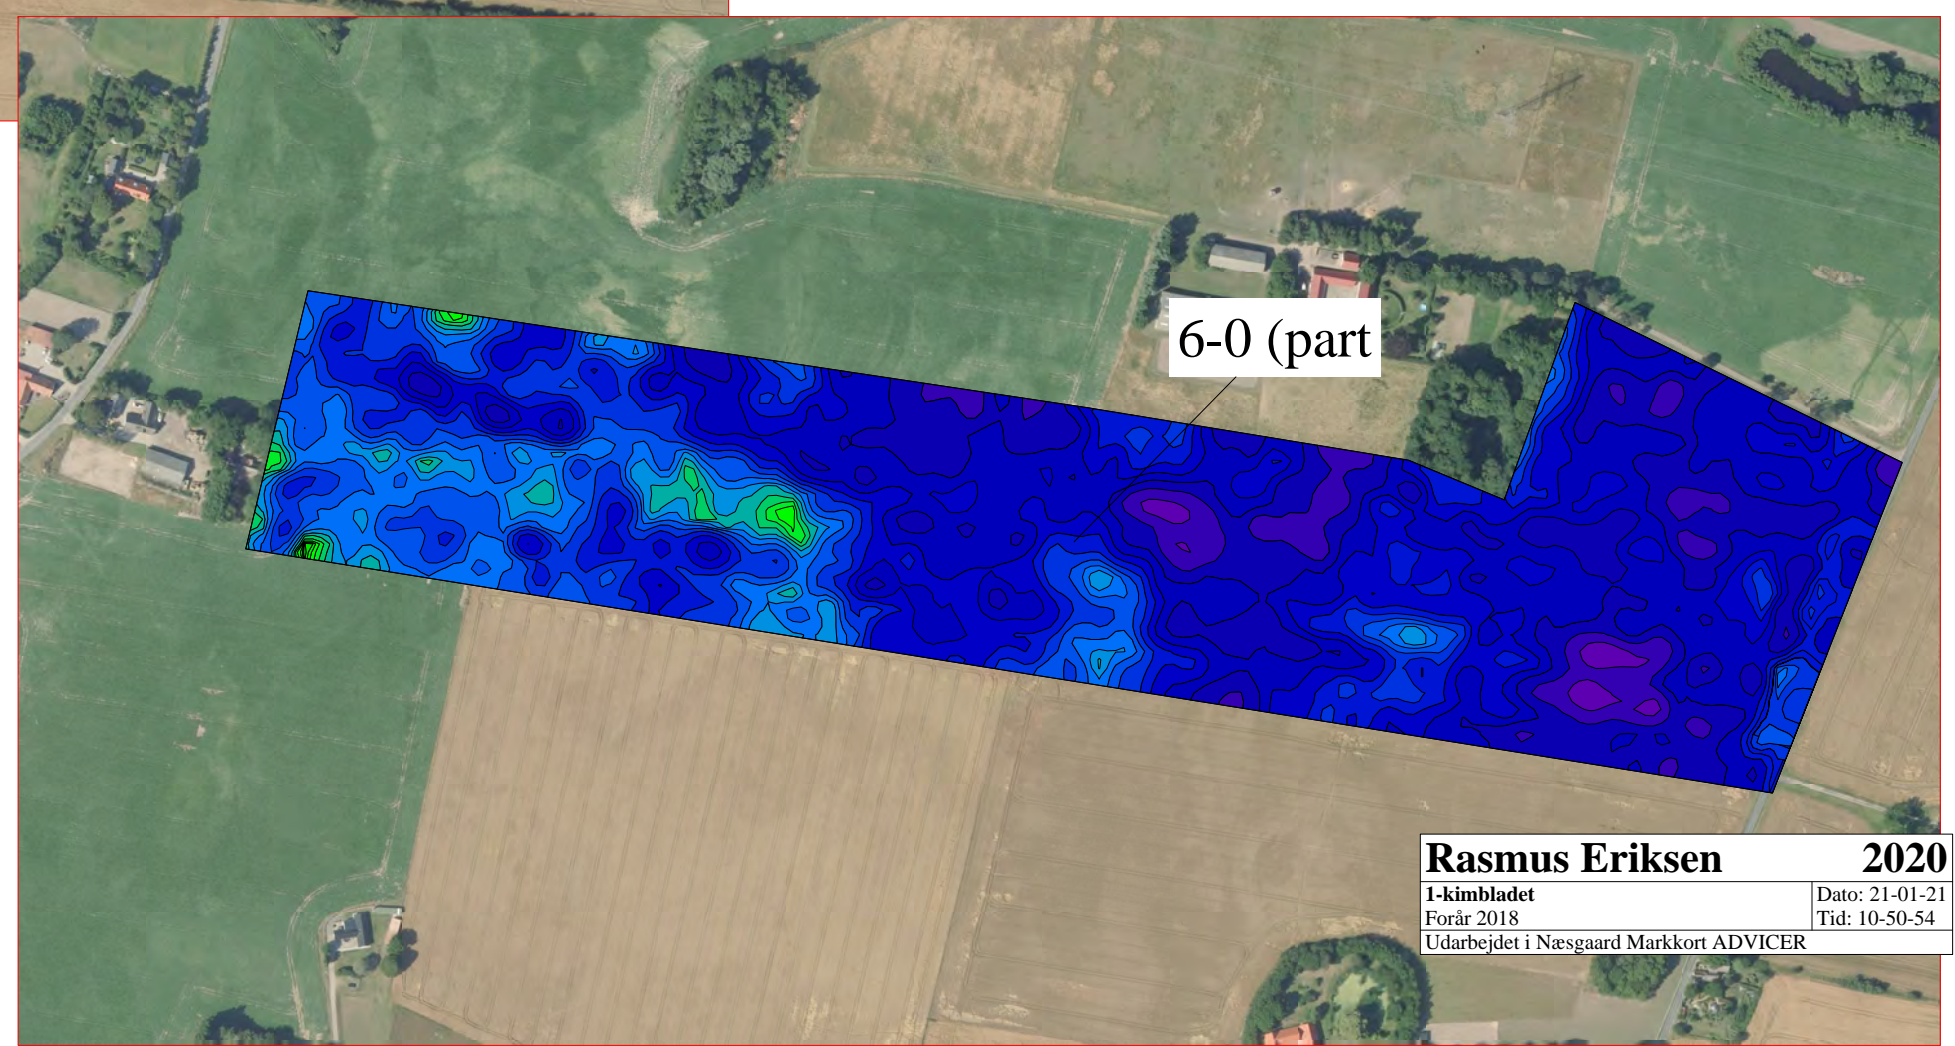 6-0 (part
Rasmus Eriksen 2020
1-kimbladet Dato: 21-01-21
Forår 2018 Tid: 10-50-54
Udarbejdet i Næsgaard Markkort ADVICER